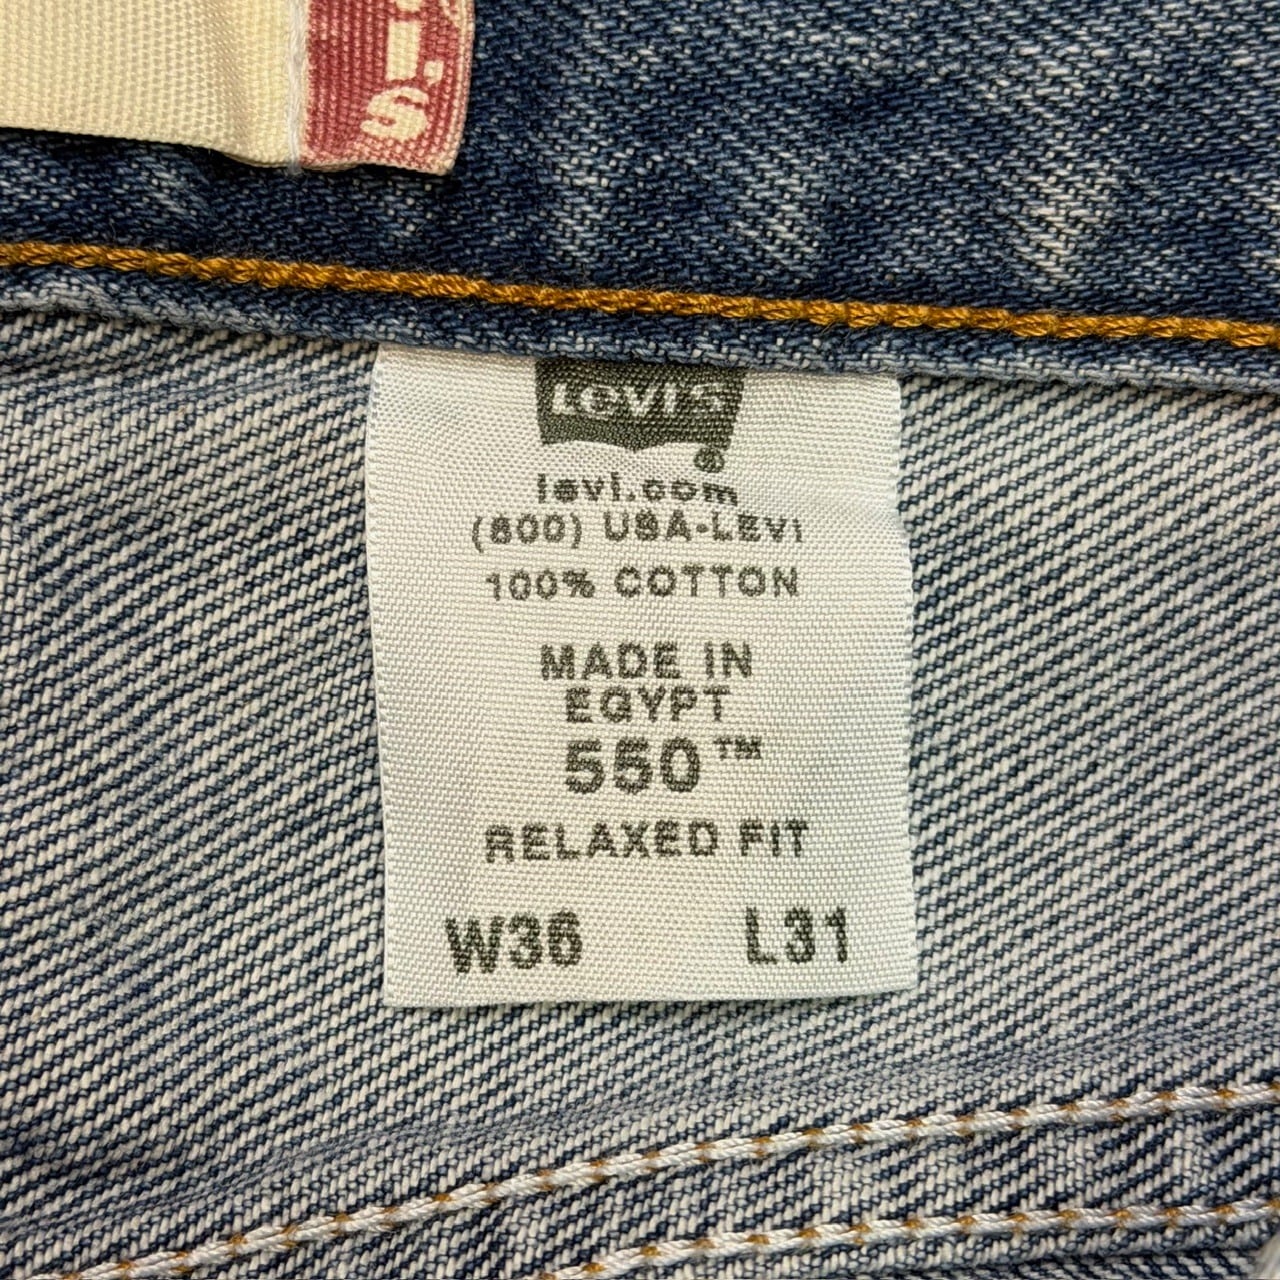 LEVI'S
®
levi.com
(800) USA-LEVI
100% COTTON
MADE IN
EGYPT
550™
RELAXED FIT
W36 L31